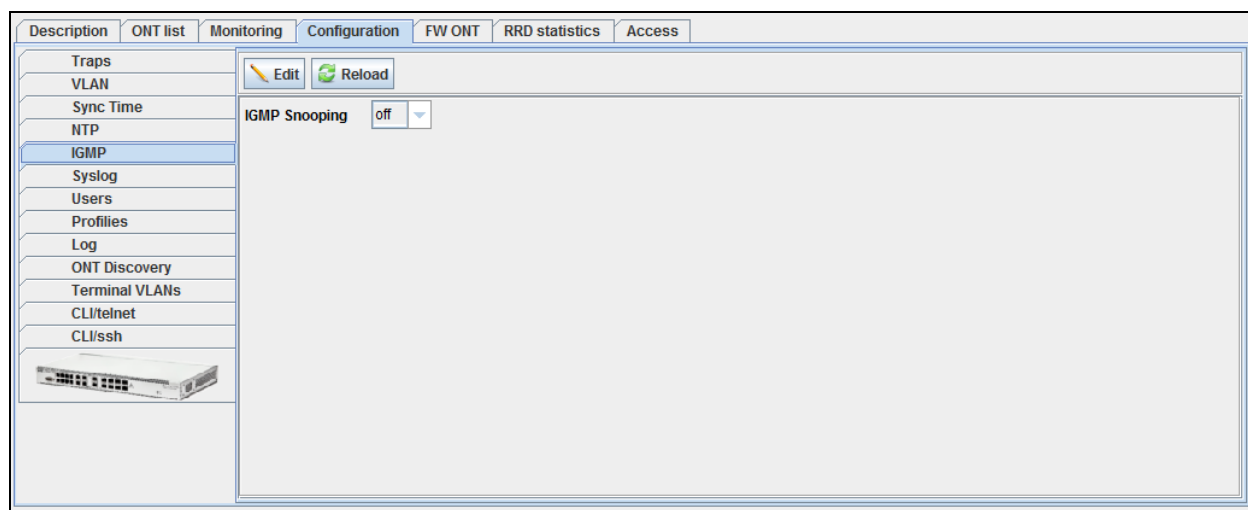 Description ONT list Monitoring Configuration FW ONT RRD statistics Access
Traps
VLAN
Sync Time
NTP
IGMP
Syslog
Users
Profilies
Log
ONT Discovery
Terminal VLANs
CLI/telnet
CLI/ssh
Edit Reload
IGMP Snooping off